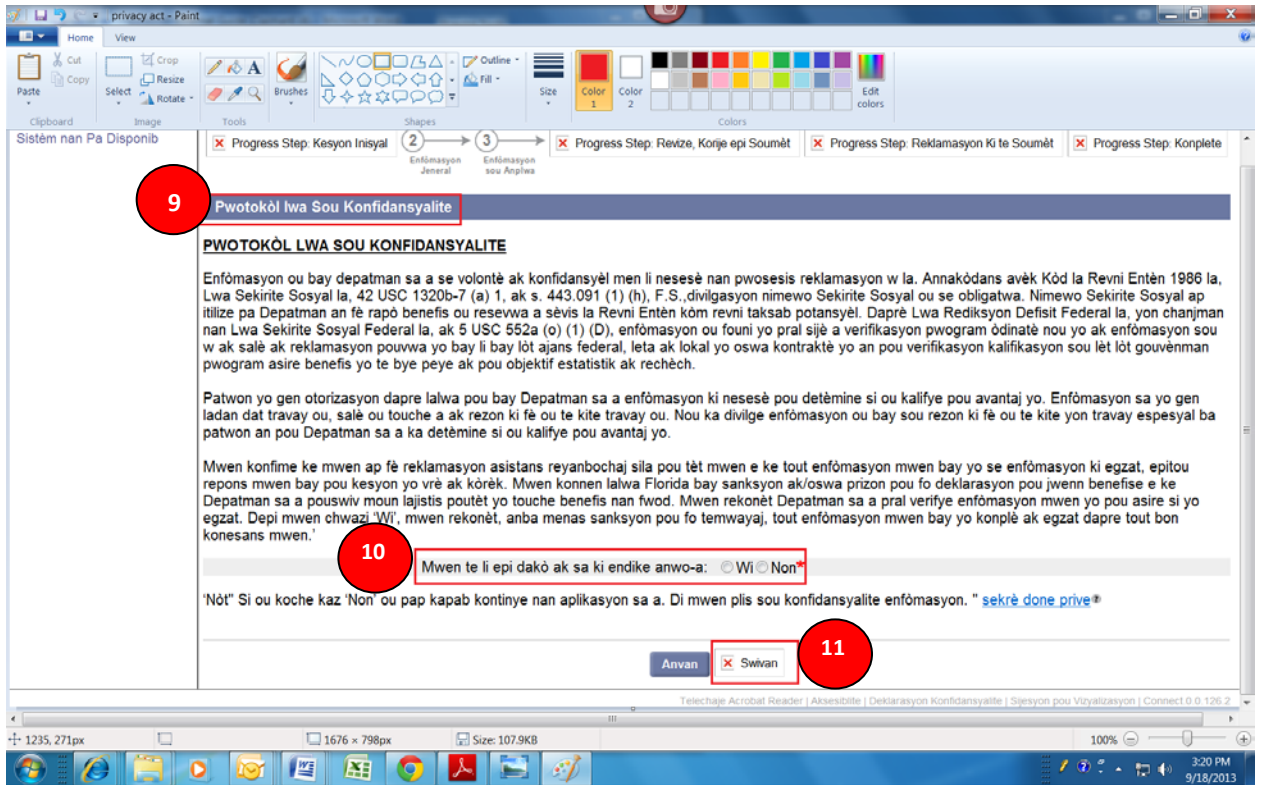 privacy act - Paint
Home View
Paste
Cut
Copy
Clipboard
Select
Crop
Resize
Rotate
Image
Tools
Brushes
Outline
Fill
Shapes
Size
Color 1
Color 2
Edit colors
Colors
Sistèm nan Pa Disponib
Progress Step: Kesyon Inisyal
2
Enfòmasyon Jeneral
3
Enfòmasyon sou Anplwa
Progress Step: Revize, Korije epi Soumèt
Progress Step: Reklamasyon Ki te Soumèt
Progress Step: Konplete
9
Pwotokòl lwa Sou Konfidansyalite
PWOTOKÒL LWA SOU KONFIDANSYALITE
Enfòmasyon ou bay depatman sa a se volontè ak konfidansyèl men li nesesè nan pwosesis reklamasyon w la. Annakòdans avèk Kòd la Revni Entèn 1986 la,
Lwa Sekirite Sosyal la, 42 USC 1320b-7 (a) 1, ak s. 443.091 (1) (h), F.S.,divilgasyon nimewo Sekirite Sosyal ou se obligatwa. Nimewo Sekirite Sosyal ap
itilize pa Depatman an fè rapò benefis ou resevwa a sèvis la Revni Entèn kòm revni taksab potansyèl. Daprè Lwa Rediksyon Defisit Federal la, yon chanjman
nan Lwa Sekirite Sosyal Federal la, ak 5 USC 552a (o) (1) (D), enfòmasyon ou founi yo pral sijè a verifikasyon pwogram òdinatè nou yo ak enfòmasyon sou
w ak salè ak reklamasyon pouvwa yo bay li bay lòt ajans federal, leta ak lokal yo oswa kontraktè yo an pou verifikasyon kalifikasyon sou lèt lòt gouvènman
pwogram asire benefis yo te bye peye ak pou objektif estatistik ak rechèch.
Patwon yo gen otorizasyon dapre lalwa pou bay Depatman sa a enfòmasyon ki nesesè pou detèmine si ou kalifye pou avantaj yo. Enfòmasyon sa yo gen
ladan dat travay ou, salè ou touche a ak rezon ki fè ou te kite travay ou. Nou ka divilge enfòmasyon ou bay sou rezon ki fè ou te kite yon travay espesyal ba
patwon an pou Depatman sa a ka detèmine si ou kalifye pou avantaj yo.
Mwen konfime ke mwen ap fè reklamasyon asistans reyanbochaj sila pou tèt mwen e ke tout enfòmasyon mwen bay yo se enfòmasyon ki egzat, epitou
repons mwen bay pou kesyon yo vrè ak kòrèk. Mwen konnen lalwa Florida bay sanksyon ak/oswa prizon pou fo deklarasyon pou jwenn benefise e ke
Depatman sa a pouswiv moun lajistis poutèt yo touche benefis nan fwod. Mwen rekonèt Depatman sa a pral verifye enfòmasyon mwen yo pou asire si yo
egzat. Depi mwen chwazi ‘Wi’, mwen rekonèt, anba menas sanksyon pou fo temwayaj, tout enfòmasyon mwen bay yo konplè ak egzat dapre tout bon
konesans mwen.’
10
Mwen te li epi dakò ak sa ki endike anwo-a: Wi Non*
‘Nòt" Si ou koche kaz ‘Non’ ou pap kapab kontinye nan aplikasyon sa a. Di mwen plis sou konfidansyalite enfòmasyon. " sekrè done prive
Anvan
Swivan
11
Telechaje Acrobat Reader | Aksesiblite | Deklarasyon Konfidansyalite | Sijesyon pou Vizyalizasyon | Connect.0.0.126.2
1235, 271px
1676 × 798px
Size: 107.9KB
100%
3:20 PM
9/18/2013